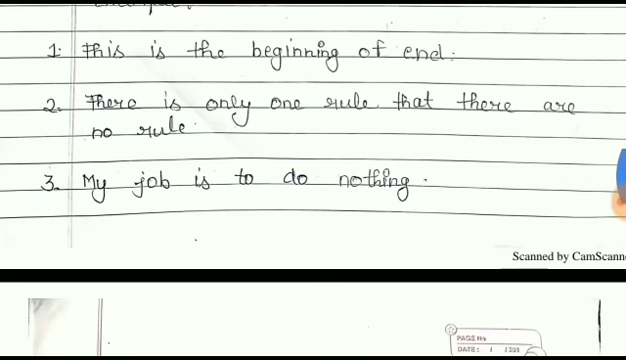 1. This is the beginning of end.
2. There is only one rule that there are
no rule.
3. My job is to do nothing.
Scanned by CamScann
PAGE No
DATE: / /201